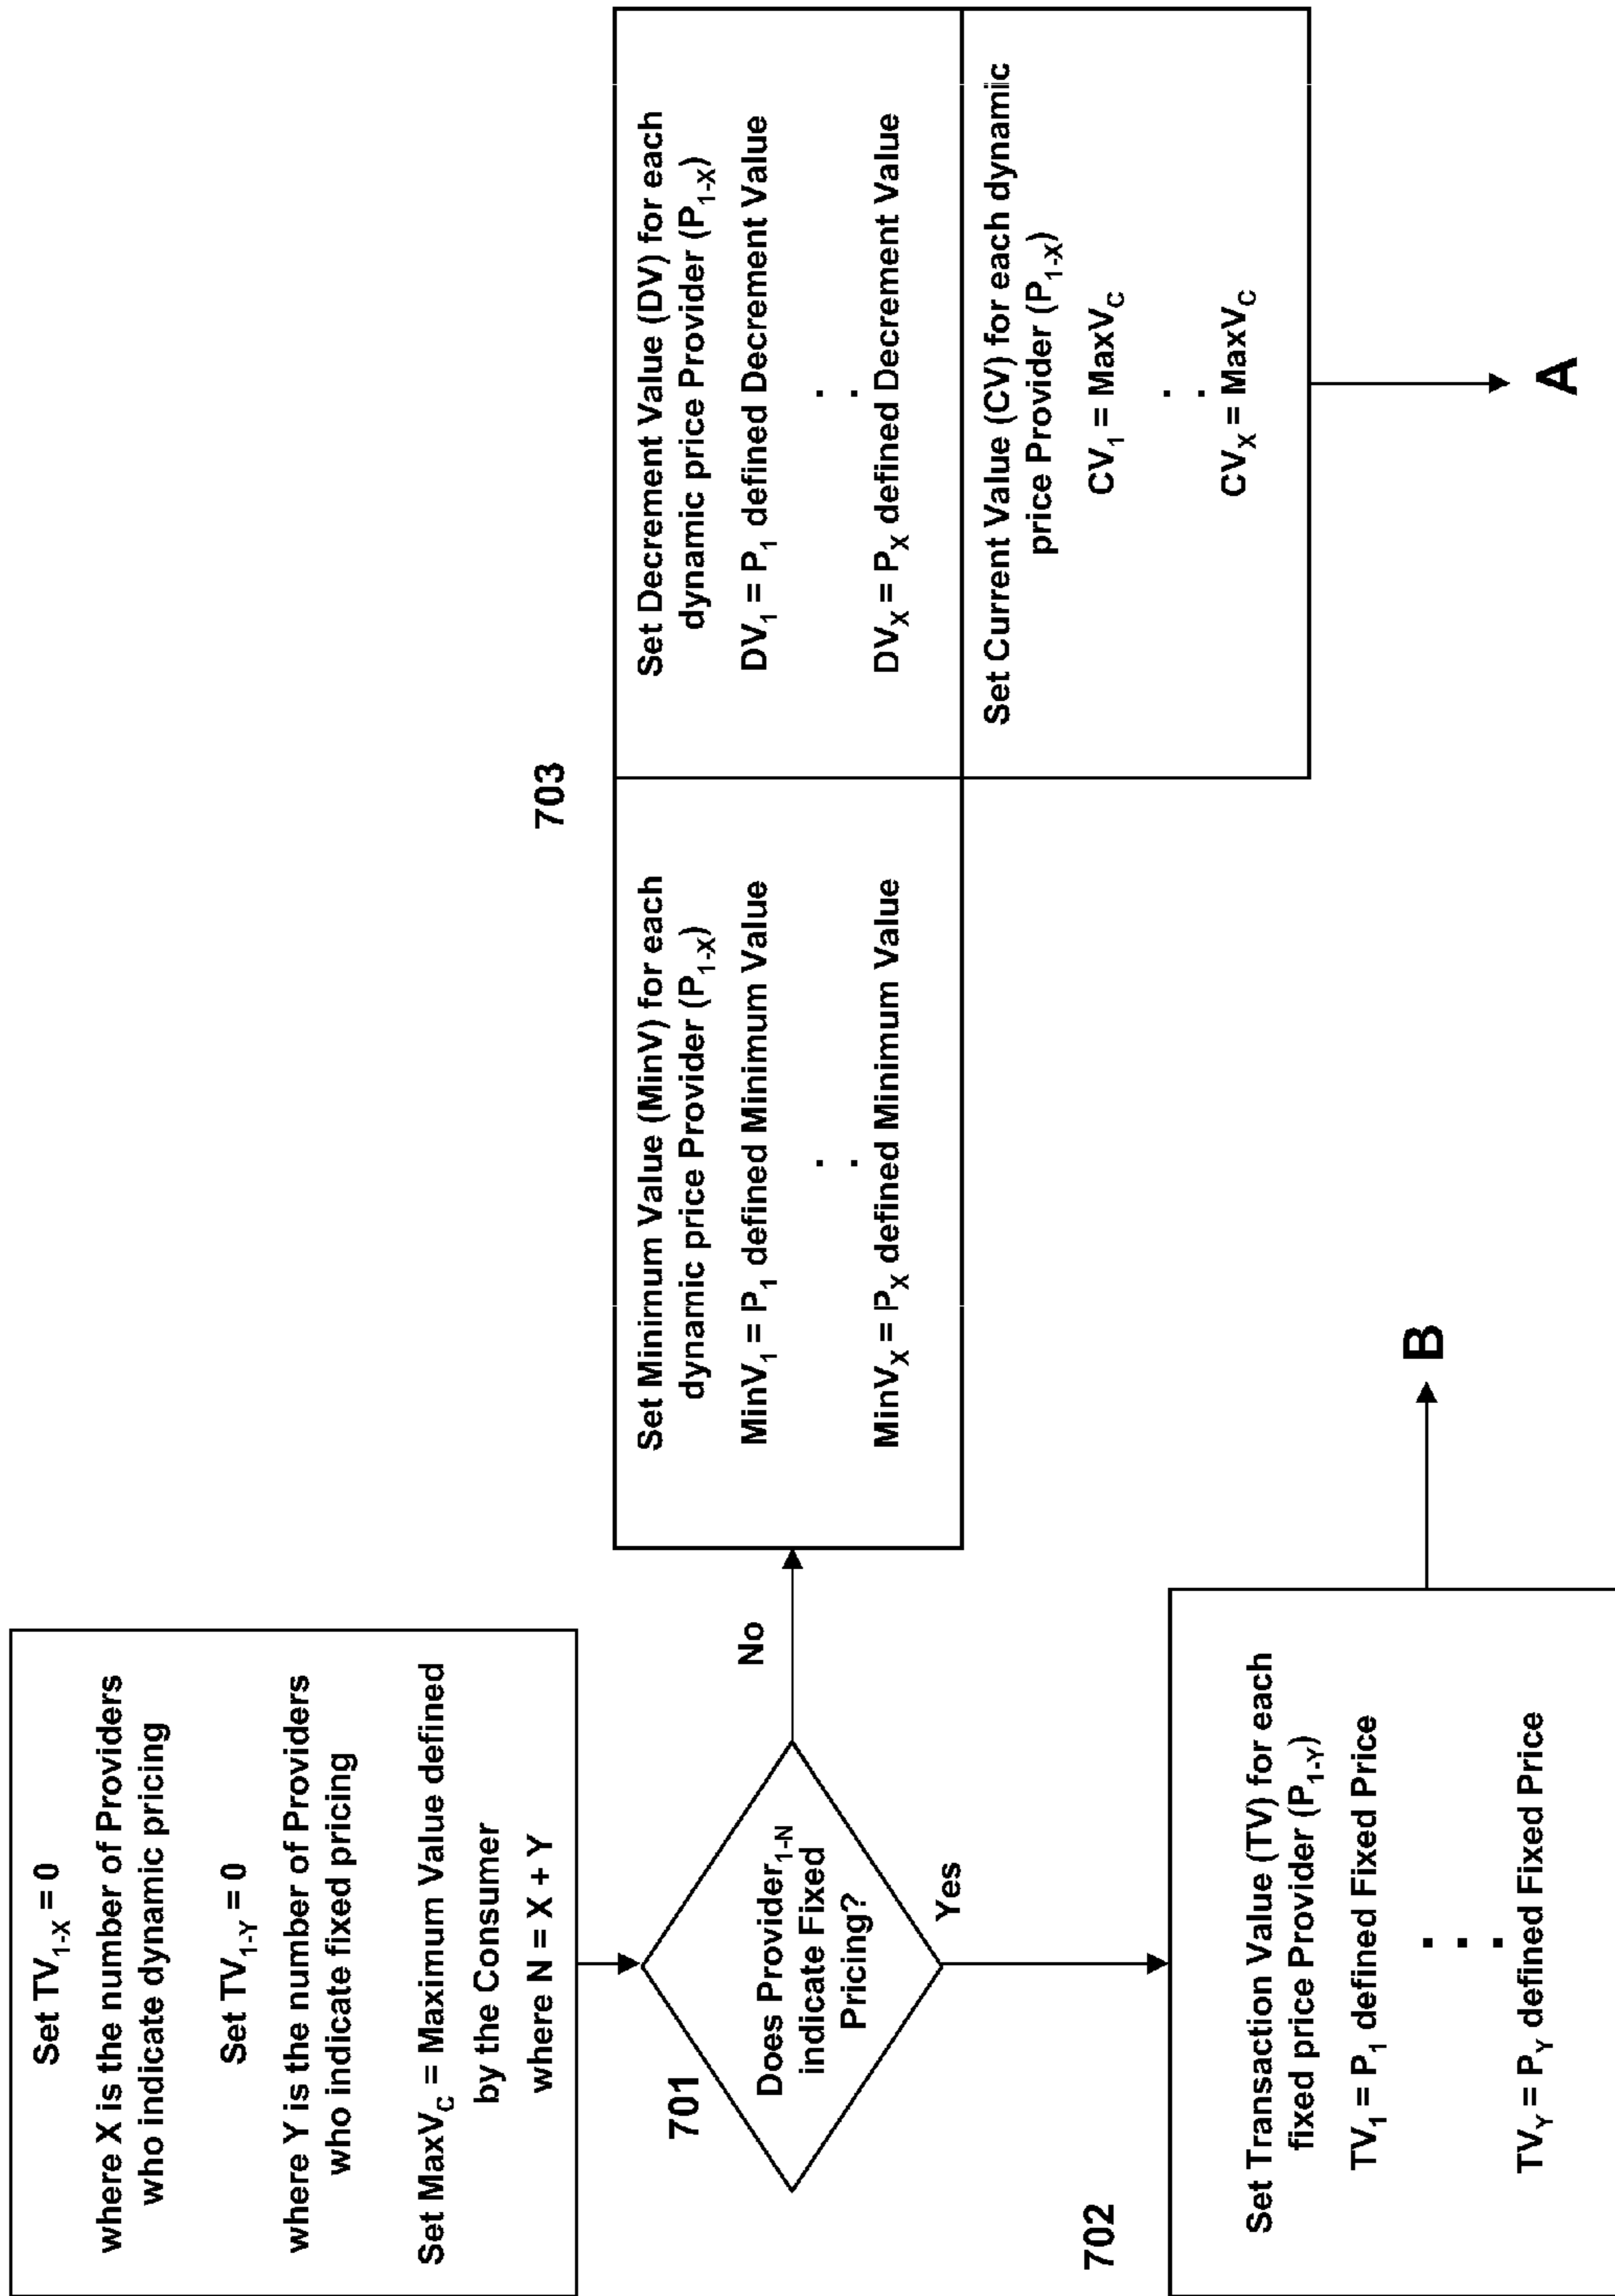 Set TV1-X = 0
where X is the number of Providers
who indicate dynamic pricing
Set TV1-Y = 0
where Y is the number of Providers
who indicate fixed pricing
Set MaxVC = Maximum Value defined
by the Consumer
where N = X + Y
701
Does Provider1-N
indicate Fixed
Pricing?
No
Yes
702
Set Transaction Value (TV) for each
fixed price Provider (P1-Y)
TV1 = P1 defined Fixed Price
. . .
TVY = PY defined Fixed Price
B
703
Set Minimum Value (MinV) for each
dynamic price Provider (P1-X)
MinV1 = P1 defined Minimum Value
. .
MinVX = PX defined Minimum Value
Set Decrement Value (DV) for each
dynamic price Provider (P1-X)
DV1 = P1 defined Decrement Value
. .
DVX = PX defined Decrement Value
Set Current Value (CV) for each dynamic
price Provider (P1-X)
CV1 = MaxVC
. .
CVX = MaxVC
A